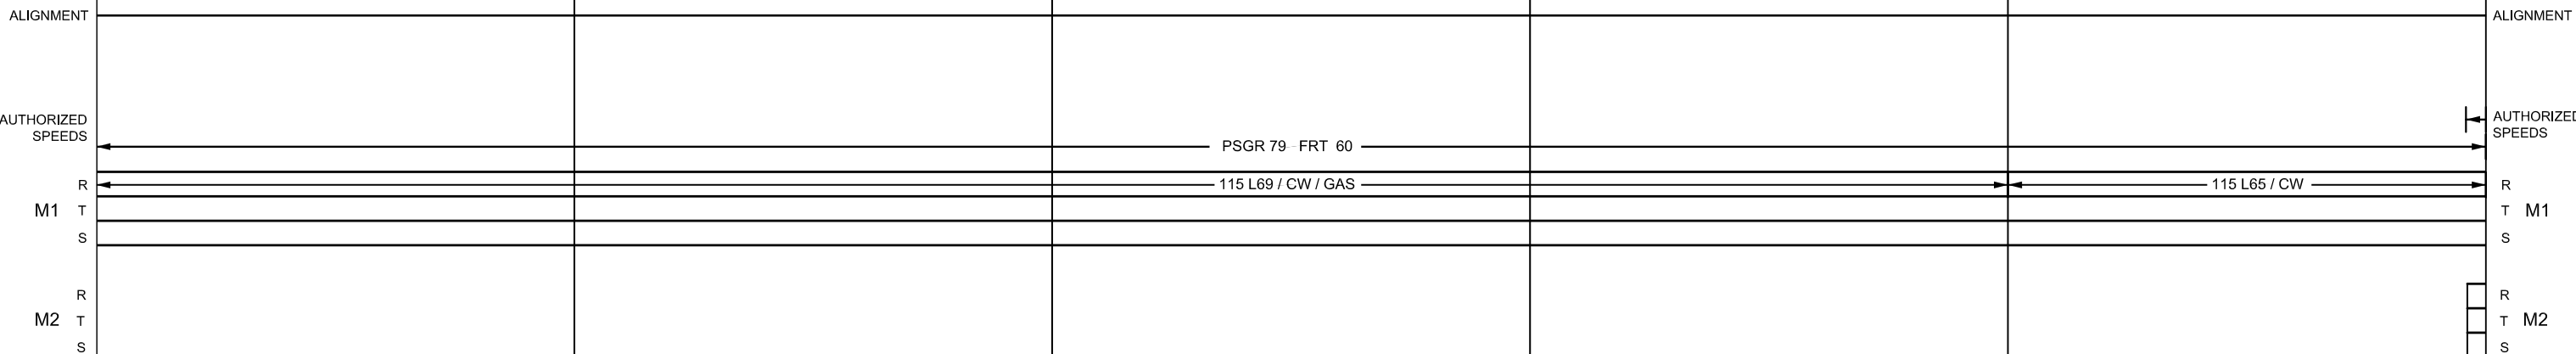 ALIGNMENT
ALIGNMENT
AUTHORIZED
SPEEDS
AUTHORIZED
SPEEDS
PSGR 79 - FRT 60
R
115 L69 / CW / GAS
115 L65 / CW
R
M1 T
T M1
S
S
R
R
M2 T
T M2
S
S